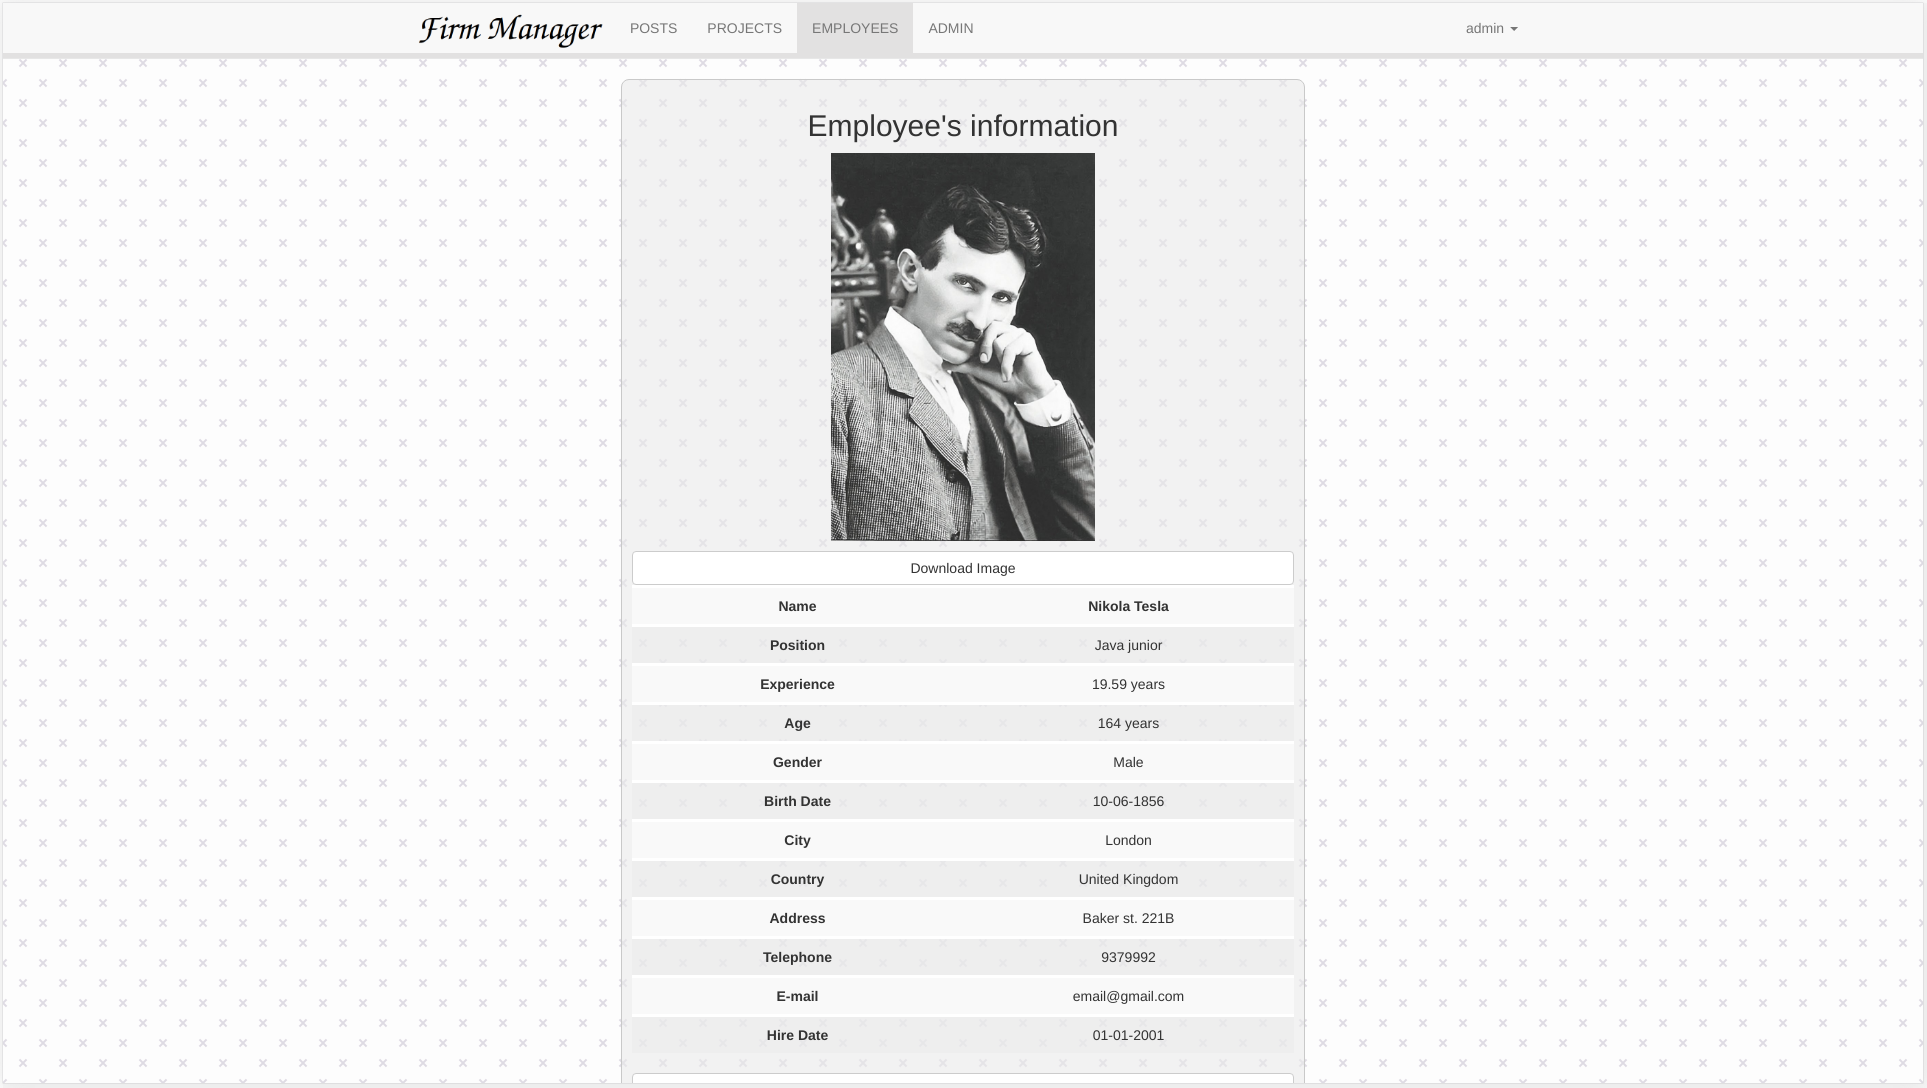 Firm Manager POSTS PROJECTS EMPLOYEES ADMIN admin
Employee's information
Download Image
Name Nikola Tesla
Position Java junior
Experience 19.59 years
Age 164 years
Gender Male
Birth Date 10-06-1856
City London
Country United Kingdom
Address Baker st. 221B
Telephone 9379992
E-mail email@gmail.com
Hire Date 01-01-2001